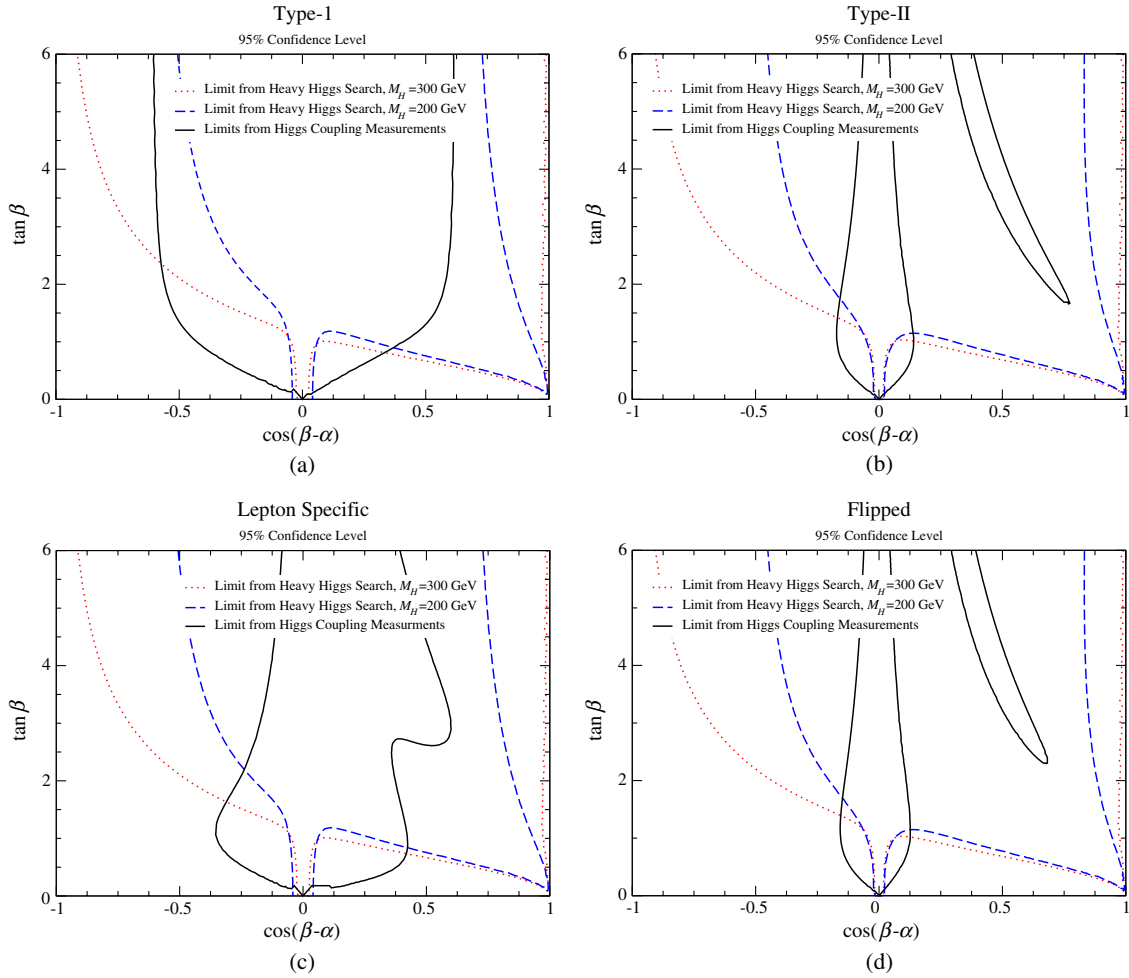 Type-1
95% Confidence Level
6
Limit from Heavy Higgs Search, M_H =300 GeV
Limit from Heavy Higgs Search, M_H =200 GeV
Limits from Higgs Coupling Measurements
4
tan β
2
0
-1 -0.5 0 0.5 1
cos(β-α)
(a)
Type-II
95% Confidence Level
6
Limit from Heavy Higgs Search, M_H =300 GeV
Limit from Heavy Higgs Search, M_H =200 GeV
Limit from Higgs Coupling Measurements
4
tan β
2
0
-1 -0.5 0 0.5 1
cos(β-α)
(b)
Lepton Specific
95% Confidence Level
6
Limit from Heavy Higgs Search, M_H=300 GeV
Limit from Heavy Higgs Search, M_H=200 GeV
Limit from Higgs Coupling Measurments
4
tan β
2
0
-1 -0.5 0 0.5 1
cos(β-α)
(c)
Flipped
95% Confidence Level
6
Limit from Heavy Higgs Search, M_H =300 GeV
Limit from Heavy Higgs Search, M_H =200 GeV
Limit from Higgs Coupling Measurements
4
tan β
2
0
-1 -0.5 0 0.5 1
cos(β-α)
(d)